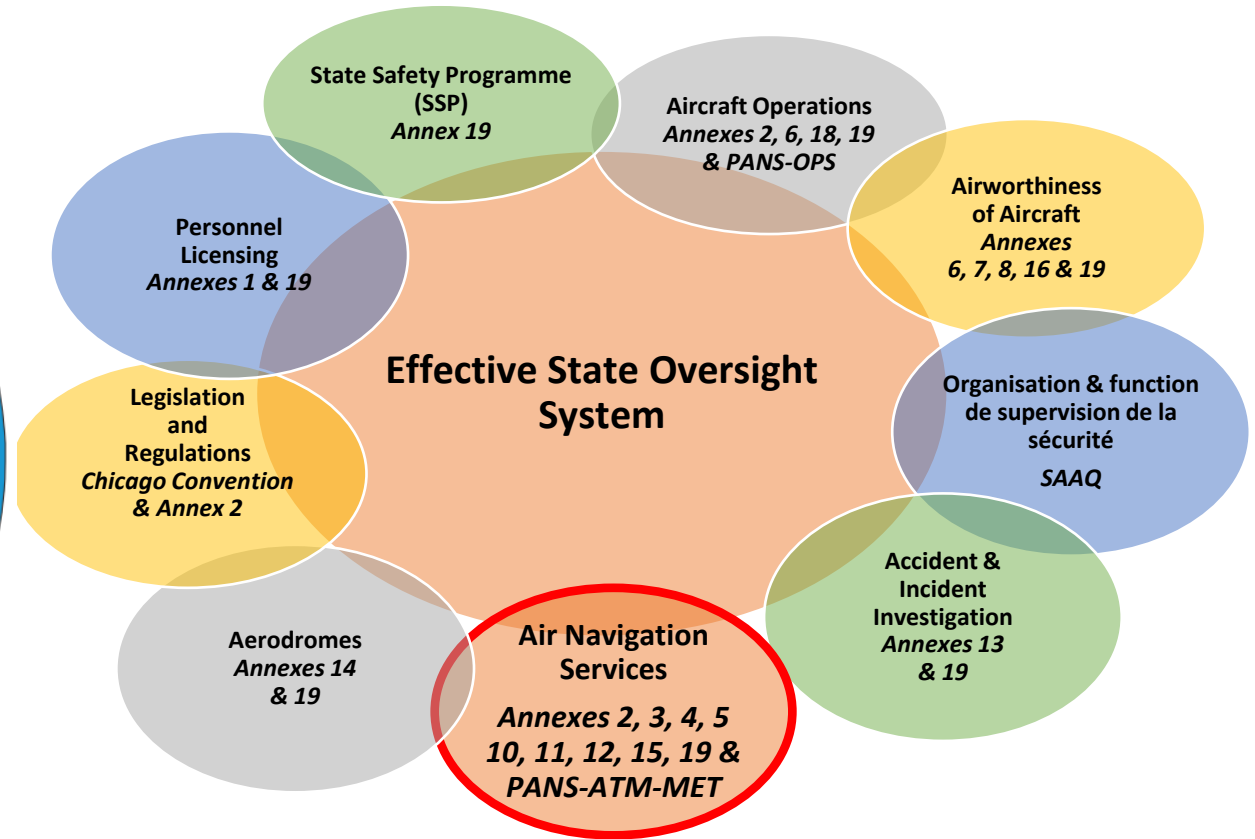 State Safety Programme
(SSP)
Annex 19
Aircraft Operations
Annexes 2, 6, 18, 19
& PANS-OPS
Airworthiness
of Aircraft
Annexes
6, 7, 8, 16 & 19
Personnel
Licensing
Annexes 1 & 19
Effective State Oversight
System
Organisation & function
de supervision de la
sécurité
SAAQ
Legislation
and
Regulations
Chicago Convention
& Annex 2
Accident &
Incident
Investigation
Annexes 13
& 19
Aerodromes
Annexes 14
& 19
Air Navigation
Services
Annexes 2, 3, 4, 5
10, 11, 12, 15, 19 &
PANS-ATM-MET